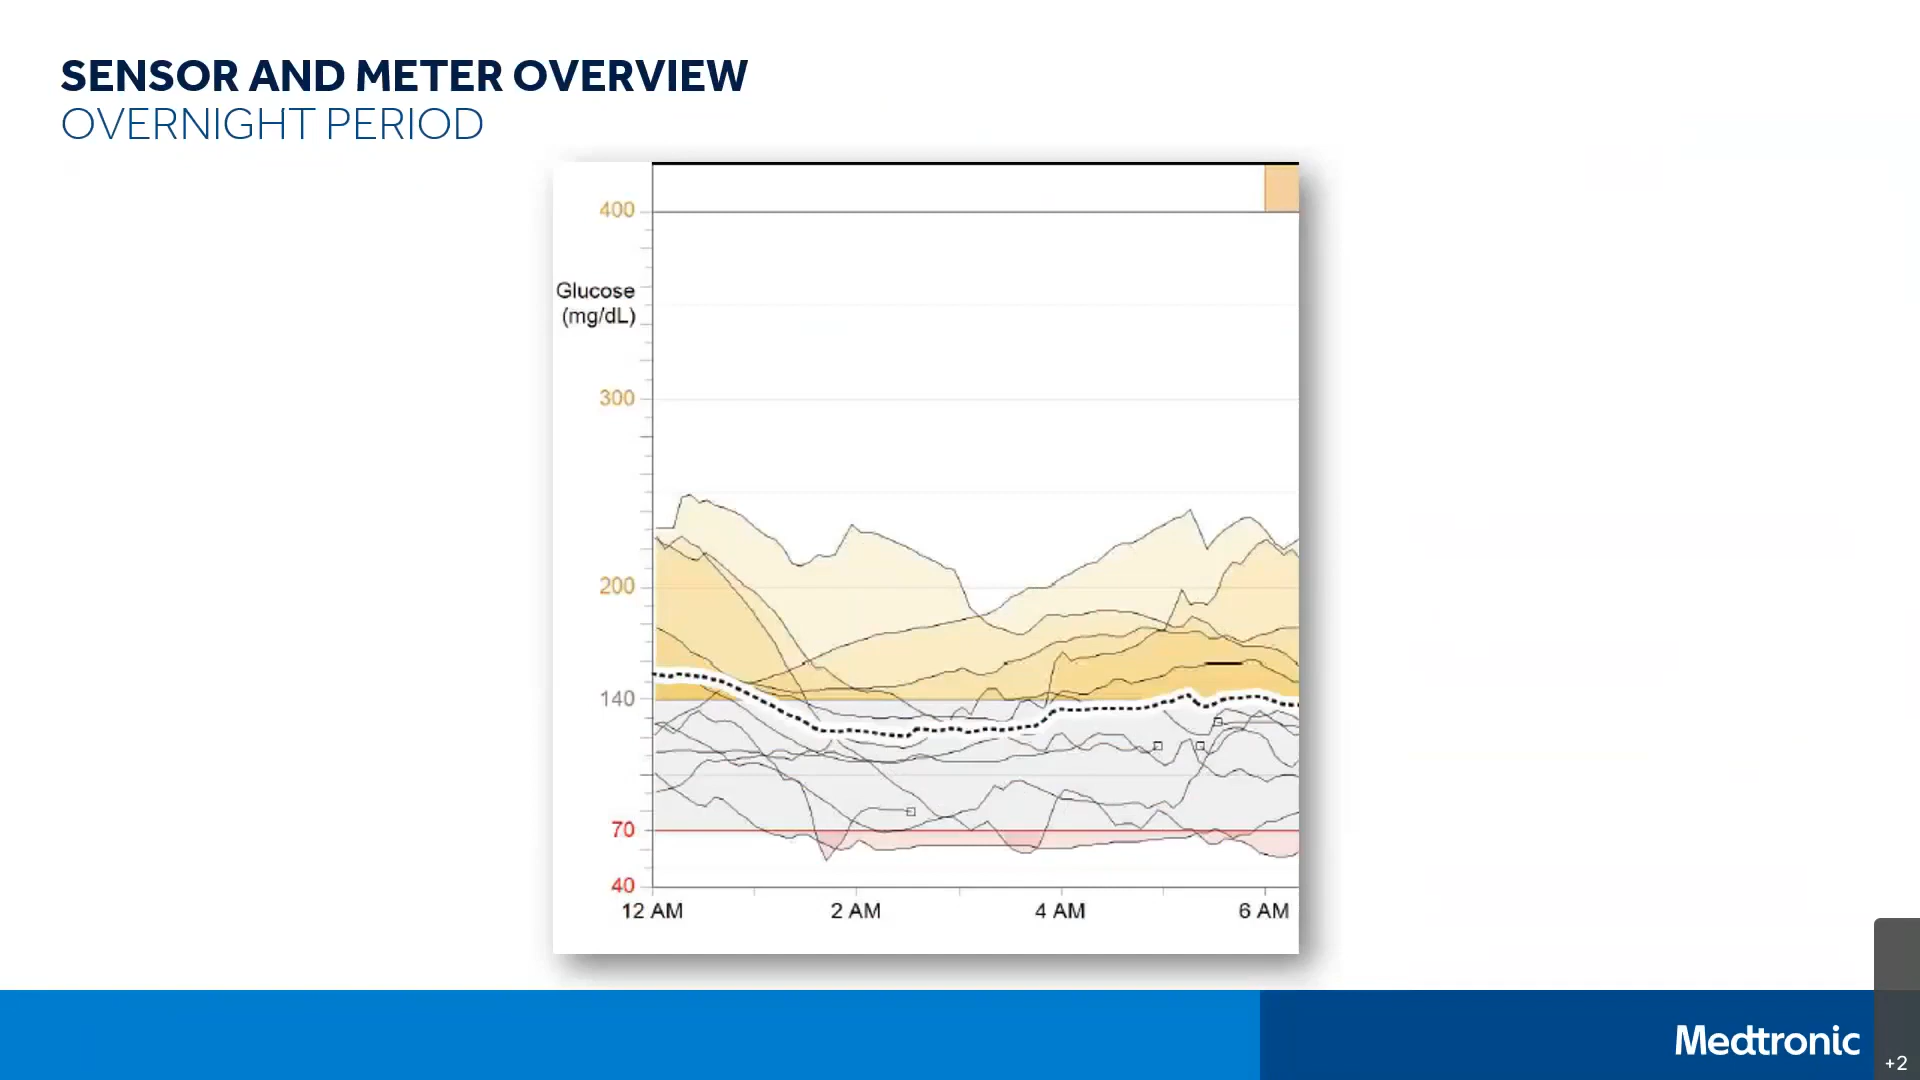 SENSOR AND METER OVERVIEW
OVERNIGHT PERIOD
400
Glucose
(mg/dL)
300
200
140
70
40
12 AM 2 AM 4 AM 6 AM
Medtronic
+2